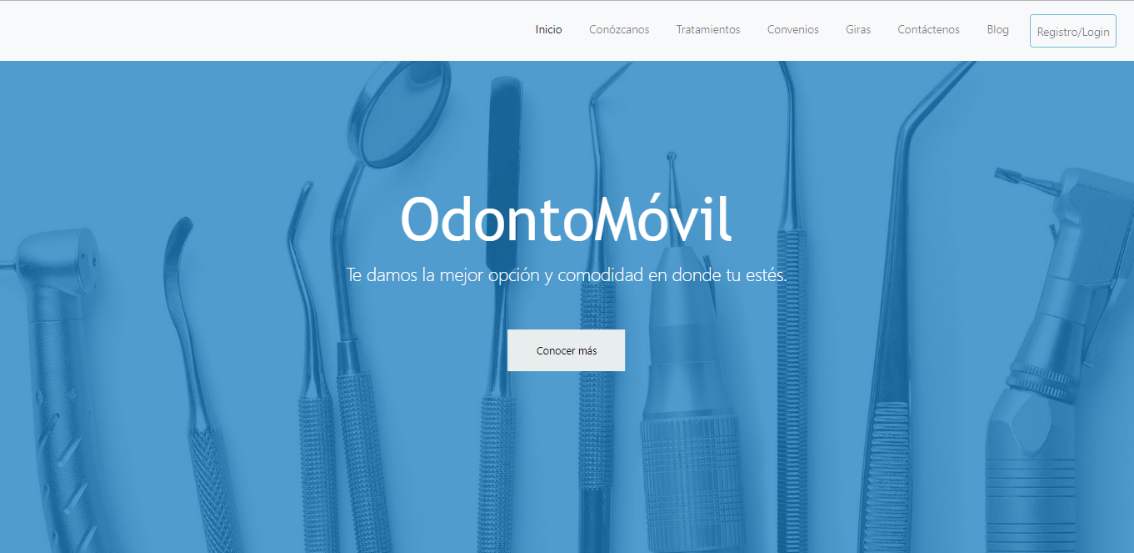 Inicio Conózcanos Tratamientos Convenios Giras Contáctenos Blog Registro/Login
OdontoMóvil
Te damos la mejor opción y comodidad en donde tu estés.
Conocer más